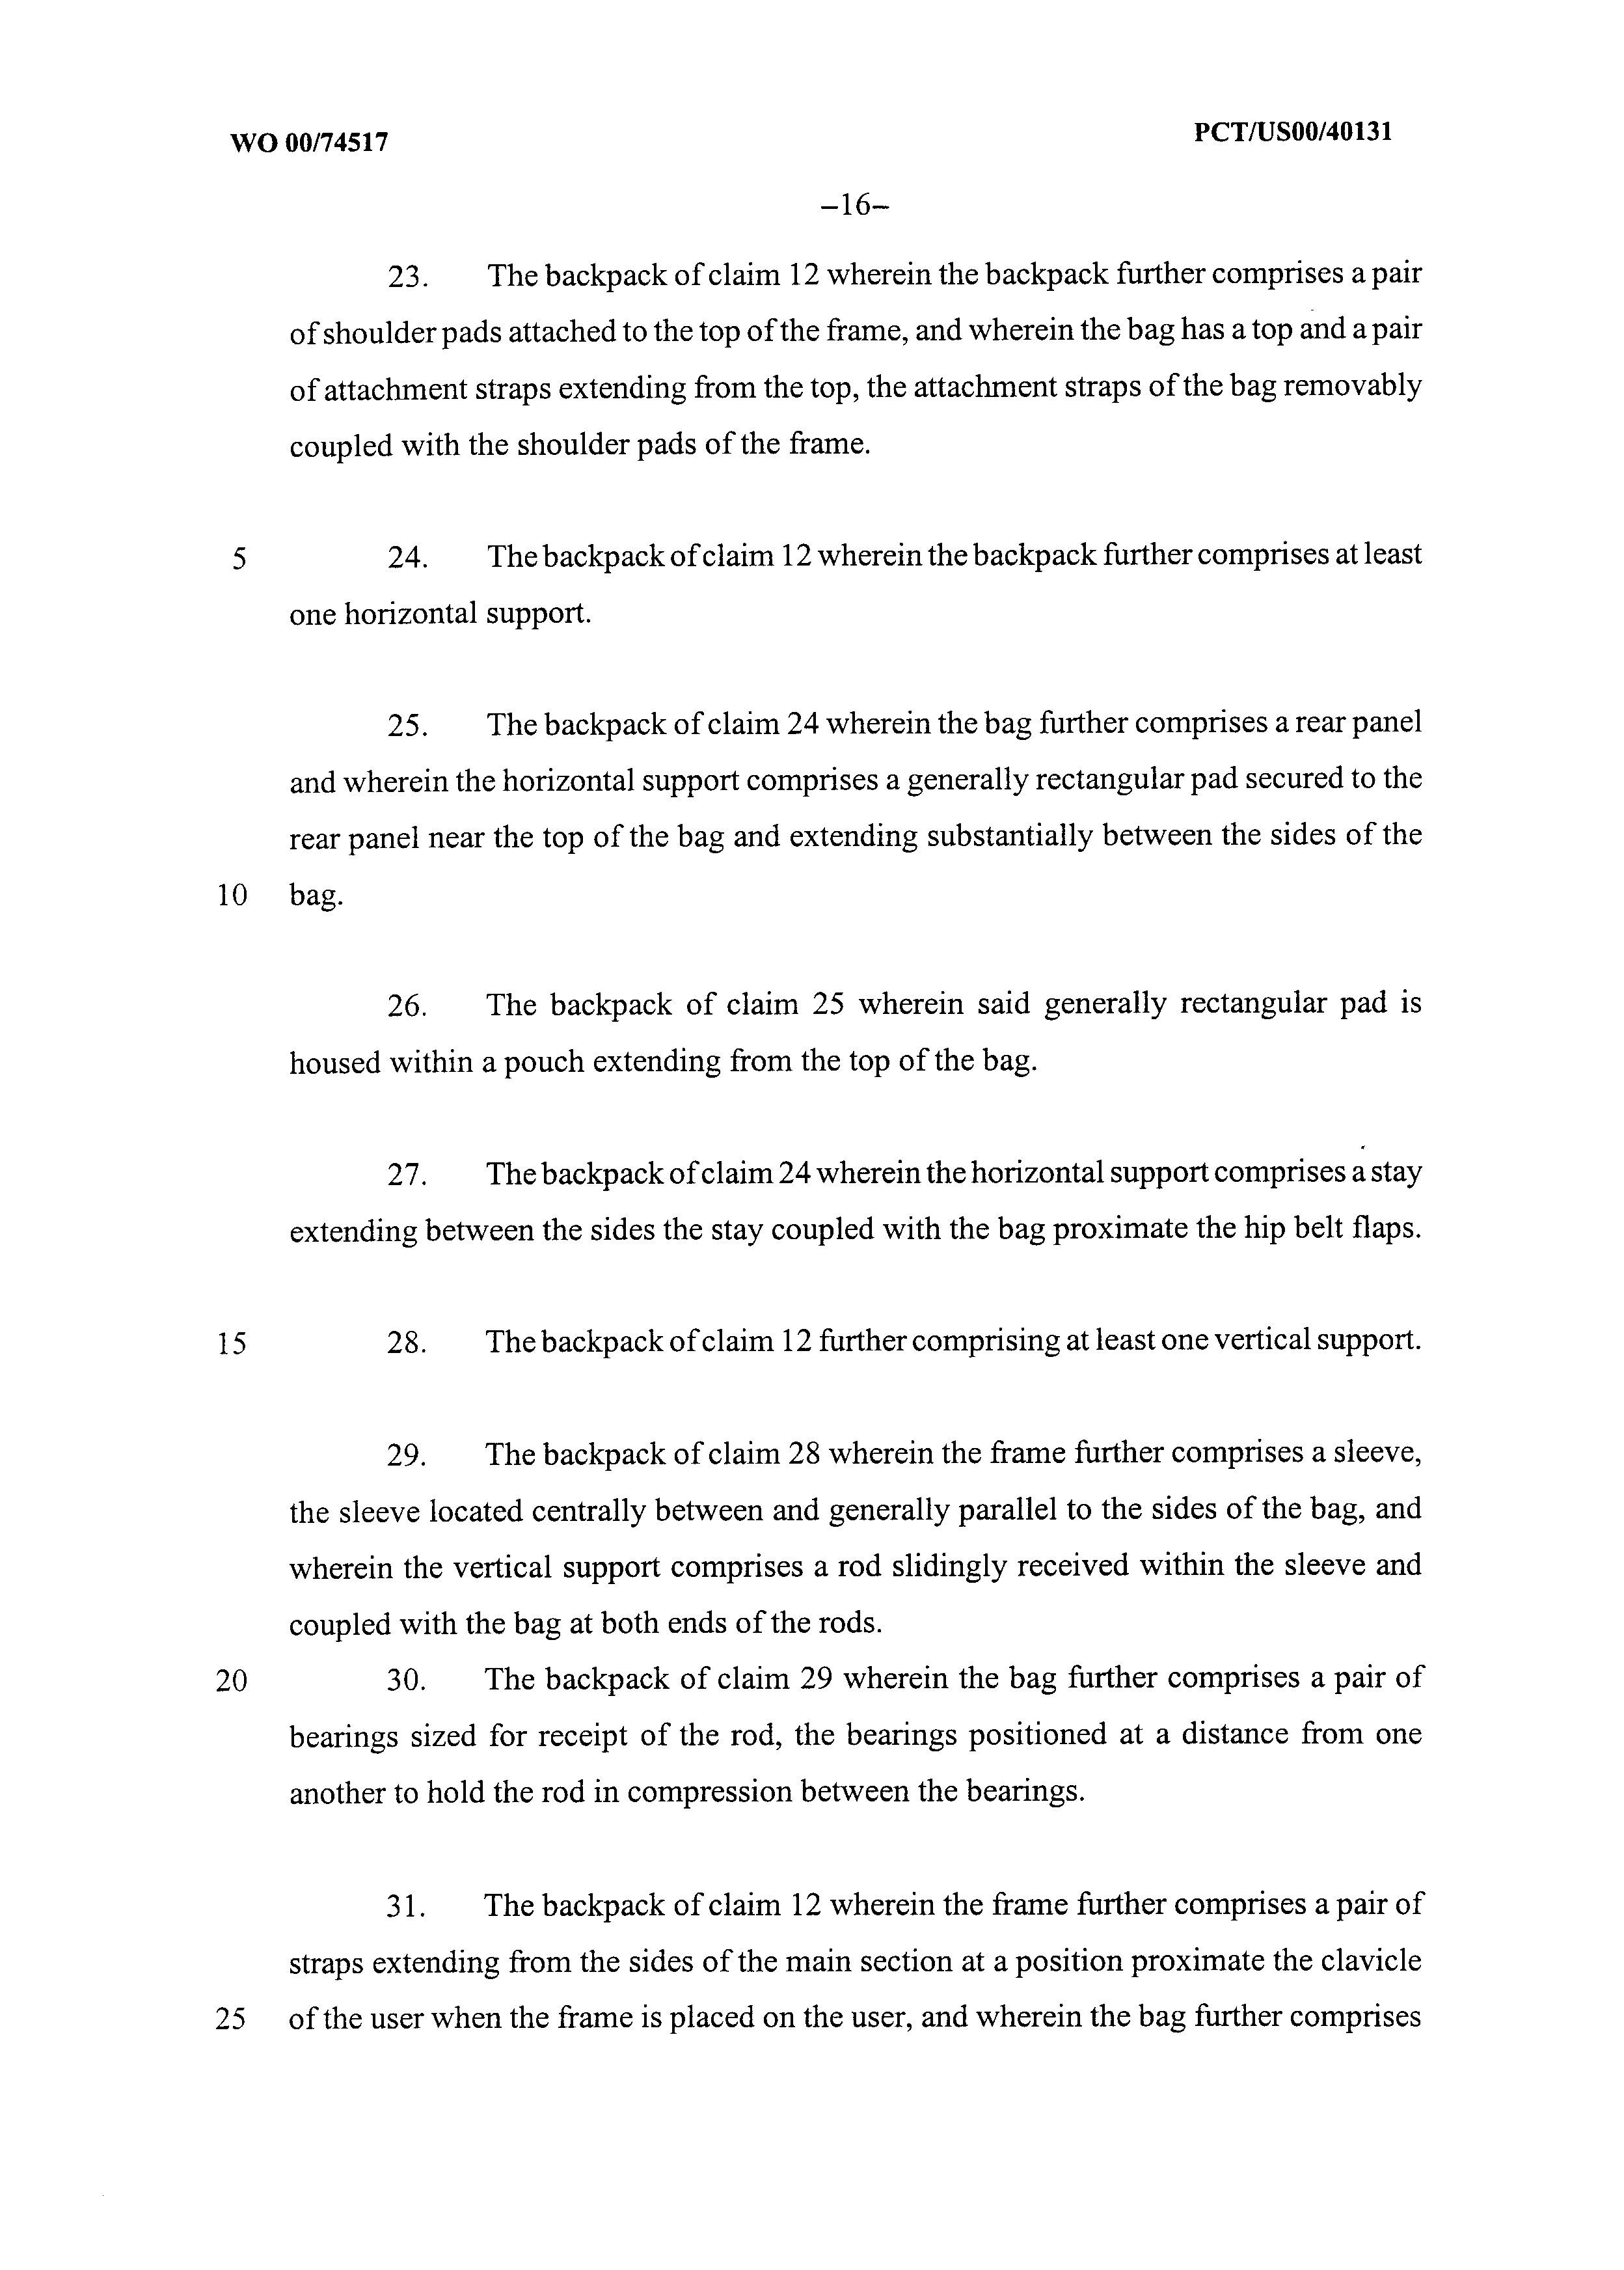 WO 00/74517 PCT/US00/40131
–16–
23. The backpack of claim 12 wherein the backpack further comprises a pair
of shoulder pads attached to the top of the frame, and wherein the bag has a top and a pair
of attachment straps extending from the top, the attachment straps of the bag removably
coupled with the shoulder pads of the frame.
5 24. The backpack of claim 12 wherein the backpack further comprises at least
one horizontal support.
25. The backpack of claim 24 wherein the bag further comprises a rear panel
and wherein the horizontal support comprises a generally rectangular pad secured to the
rear panel near the top of the bag and extending substantially between the sides of the
10 bag.
26. The backpack of claim 25 wherein said generally rectangular pad is
housed within a pouch extending from the top of the bag.
27. The backpack of claim 24 wherein the horizontal support comprises a stay
extending between the sides the stay coupled with the bag proximate the hip belt flaps.
15 28. The backpack of claim 12 further comprising at least one vertical support.
29. The backpack of claim 28 wherein the frame further comprises a sleeve,
the sleeve located centrally between and generally parallel to the sides of the bag, and
wherein the vertical support comprises a rod slidingly received within the sleeve and
coupled with the bag at both ends of the rods.
20 30. The backpack of claim 29 wherein the bag further comprises a pair of
bearings sized for receipt of the rod, the bearings positioned at a distance from one
another to hold the rod in compression between the bearings.
31. The backpack of claim 12 wherein the frame further comprises a pair of
straps extending from the sides of the main section at a position proximate the clavicle
25 of the user when the frame is placed on the user, and wherein the bag further comprises